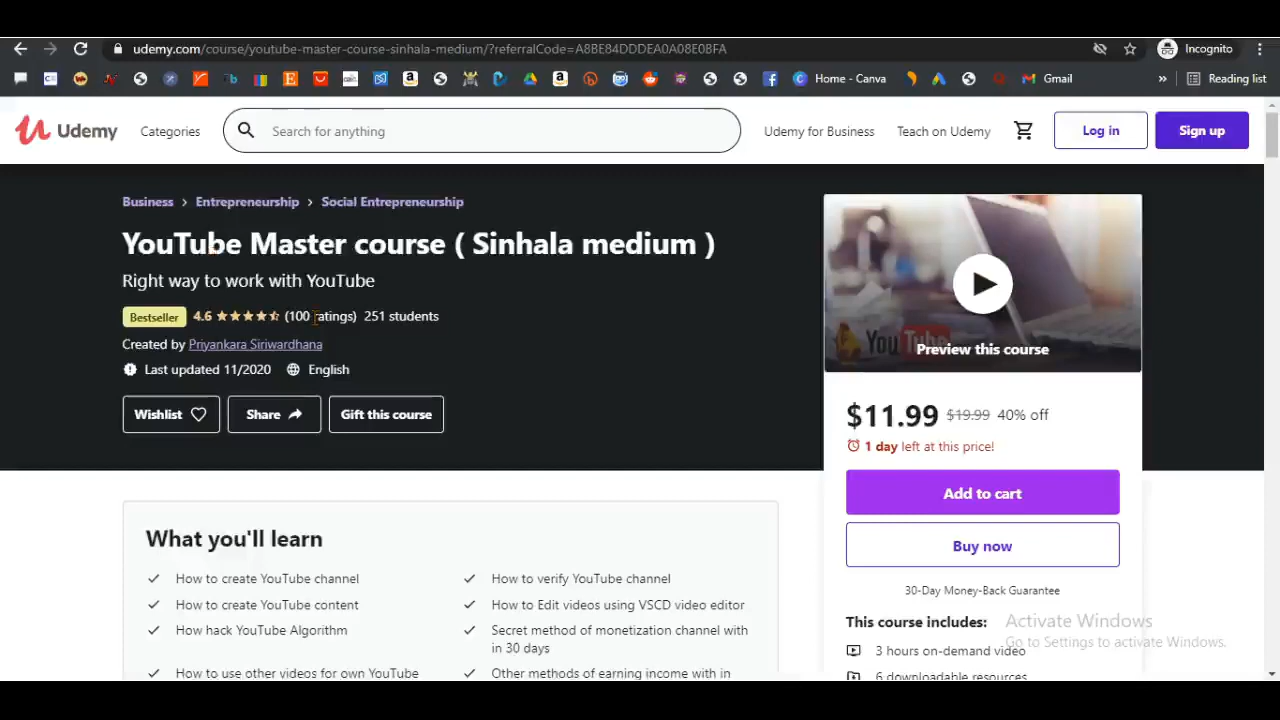 udemy.com/course/youtube-master-course-sinhala-medium/?referralCode=A8BE84DDDEA0A08E0BFA
Incognito
Home - Canva
Gmail
»
Reading list
Udemy
Categories
Search for anything
Udemy for Business
Teach on Udemy
Log in
Sign up
Business > Entrepreneurship > Social Entrepreneurship
YouTube Master course ( Sinhala medium )
Right way to work with YouTube
Bestseller 4.6 (100 ratings) 251 students
Created by Priyankara Siriwardhana
Last updated 11/2020 English
Wishlist
Share
Gift this course
YouTube
Preview this course
$11.99 $19.99 40% off
1 day left at this price!
Add to cart
Buy now
30-Day Money-Back Guarantee
This course includes:
3 hours on-demand video
6 downloadable resources
What you'll learn
How to create YouTube channel
How to create YouTube content
How hack YouTube Algorithm
How to use other videos for own YouTube
How to verify YouTube channel
How to Edit videos using VSCD video editor
Secret method of monetization channel with
in 30 days
Other methods of earning income with in
Activate Windows
Go to Settings to activate Windows.